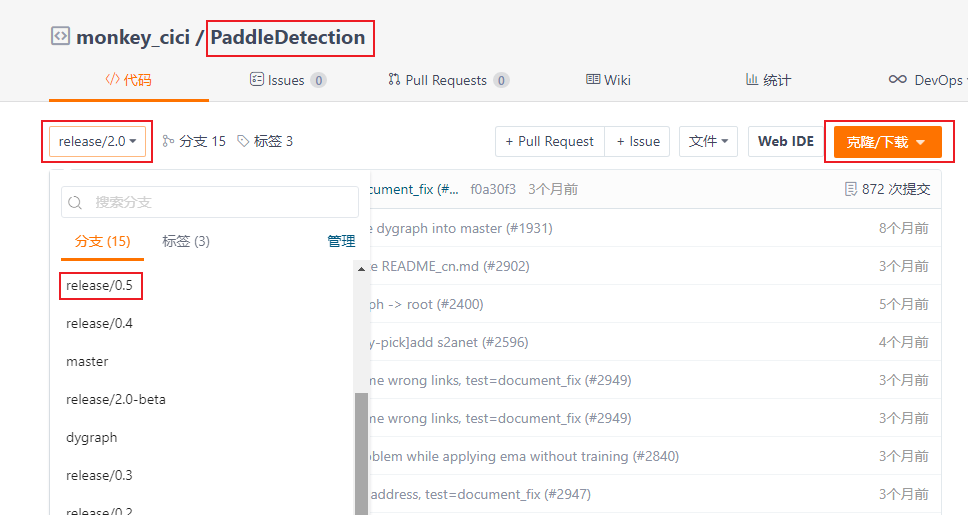 monkey_cici / PaddleDetection
代码 Issues 0 Pull Requests 0 Wiki 统计 DevOps
release/2.0 分支 15 标签 3 + Pull Request + Issue 文件 Web IDE 克隆/下载
cument_fix (#... f0a30f3 3个月前 872 次提交
搜索分支
e dygraph into master (#1931) 8个月前
分支 (15) 标签 (3) 管理
e README_cn.md (#2902) 3个月前
release/0.5
ph -> root (#2400) 5个月前
release/0.4
y-pick]add s2anet (#2596) 4个月前
master
me wrong links, test=document_fix (#2949) 3个月前
release/2.0-beta
me wrong links, test=document_fix (#2949) 3个月前
dygraph
oblem while applying ema without training (#2840) 3个月前
release/0.3
address, test=document_fix (#2947) 3个月前
release/0.2